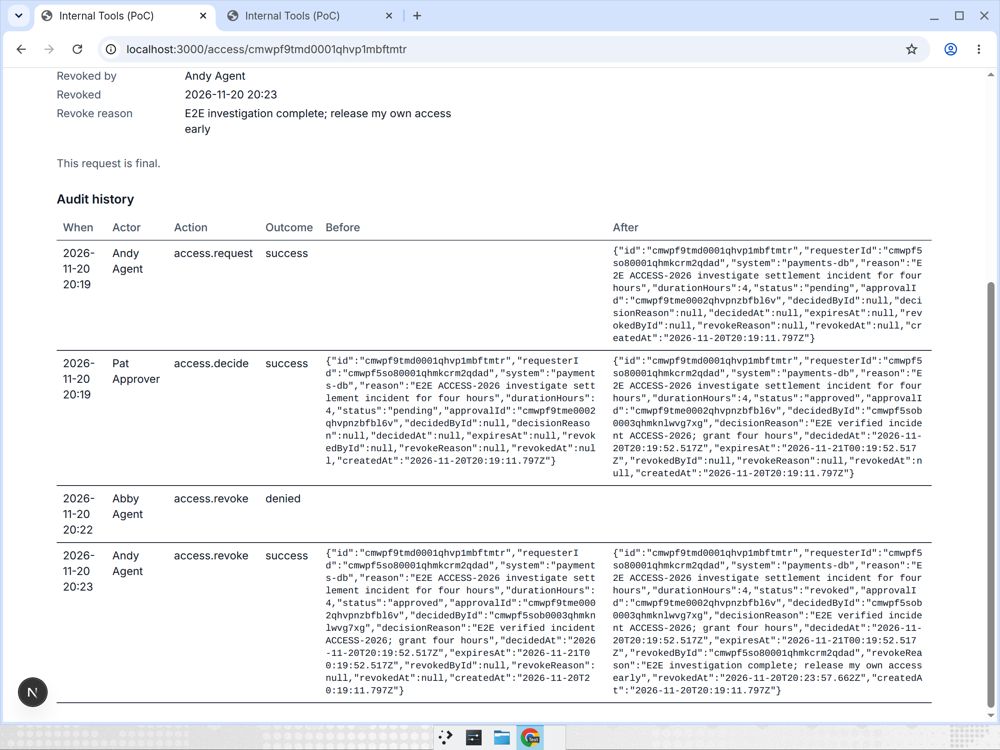 Internal Tools (PoC)
Internal Tools (PoC)
localhost:3000/access/cmwpf9tmd0001qhvp1mbftmtr
Revoked by Andy Agent
Revoked 2026-11-20 20:23
Revoke reason E2E investigation complete; release my own access
early
This request is final.
Audit history
When Actor Action Outcome Before After
2026-
11-20
20:19
Andy
Agent
access.request
success
{"id":"cmwpf9tmd0001qhvp1mbftmtr","requesterId":"cmwpf5
so80001qhmkcrm2qdad","system":"payments-db","reason":"E
2E ACCESS-2026 investigate settlement incident for four
hours","durationHours":4,"status":"pending","approvalI
d":"cmwpf9tme0002qhvpnzbfbl6v","decidedById":null,"deci
sionReason":null,"decidedAt":null,"expiresAt":null,"rev
okedById":null,"revokeReason":null,"revokedAt":null,"cr
eatedAt":"2026-11-20T20:19:11.797Z"}
2026-
11-20
20:19
Pat
Approver
access.decide
success
{"id":"cmwpf9tmd0001qhvp1mbftmtr","requesterI
d":"cmwpf5so80001qhmkcrm2qdad","system":"payment
s-db","reason":"E2E ACCESS-2026 investigate sett
lement incident for four hours","durationHours":
4,"status":"pending","approvalId":"cmwpf9tme0002
qhvpnzbfbl6v","decidedById":null,"decisionReaso
n":null,"decidedAt":null,"expiresAt":null,"revok
edById":null,"revokeReason":null,"revokedAt":nul
l,"createdAt":"2026-11-20T20:19:11.797Z"}
{"id":"cmwpf9tmd0001qhvp1mbftmtr","requesterId":"cmwpf5
so80001qhmkcrm2qdad","system":"payments-db","reason":"E
2E ACCESS-2026 investigate settlement incident for four
hours","durationHours":4,"status":"approved","approvalI
d":"cmwpf9tme0002qhvpnzbfbl6v","decidedById":"cmwpf5sob
0003qhmknlwvg7xg","decisionReason":"E2E verified incide
nt ACCESS-2026; grant four hours","decidedAt":"2026-11-
20T20:19:52.517Z","expiresAt":"2026-11-21T00:19:52.517
Z","revokedById":null,"revokeReason":null,"revokedAt":n
ull,"createdAt":"2026-11-20T20:19:11.797Z"}
2026-
11-20
20:22
Abby
Agent
access.revoke
denied
2026-
11-20
20:23
Andy
Agent
access.revoke
success
{"id":"cmwpf9tmd0001qhvp1mbftmtr","requesterI
d":"cmwpf5so80001qhmkcrm2qdad","system":"payment
s-db","reason":"E2E ACCESS-2026 investigate sett
lement incident for four hours","durationHours":
4,"status":"approved","approvalId":"cmwpf9tme000
2qhvpnzbfbl6v","decidedById":"cmwpf5sob0003qhmkn
lwvg7xg","decisionReason":"E2E verified incident
ACCESS-2026; grant four hours","decidedAt":"2026
-11-20T20:19:52.517Z","expiresAt":"2026-11-21T0
0:19:52.517Z","revokedById":null,"revokeReason":
null,"revokedAt":null,"createdAt":"2026-11-20T2
0:19:11.797Z"}
{"id":"cmwpf9tmd0001qhvp1mbftmtr","requesterId":"cmwpf5
so80001qhmkcrm2qdad","system":"payments-db","reason":"E
2E ACCESS-2026 investigate settlement incident for four
hours","durationHours":4,"status":"revoked","approvalI
d":"cmwpf9tme0002qhvpnzbfbl6v","decidedById":"cmwpf5sob
0003qhmknlwvg7xg","decisionReason":"E2E verified incide
nt ACCESS-2026; grant four hours","decidedAt":"2026-11-
20T20:19:52.517Z","expiresAt":"2026-11-21T00:19:52.517
Z","revokedById":"cmwpf5so80001qhmkcrm2qdad","revokeRea
son":"E2E investigation complete; release my own access
early","revokedAt":"2026-11-20T20:23:57.662Z","createdA
t":"2026-11-20T20:19:11.797Z"}
N